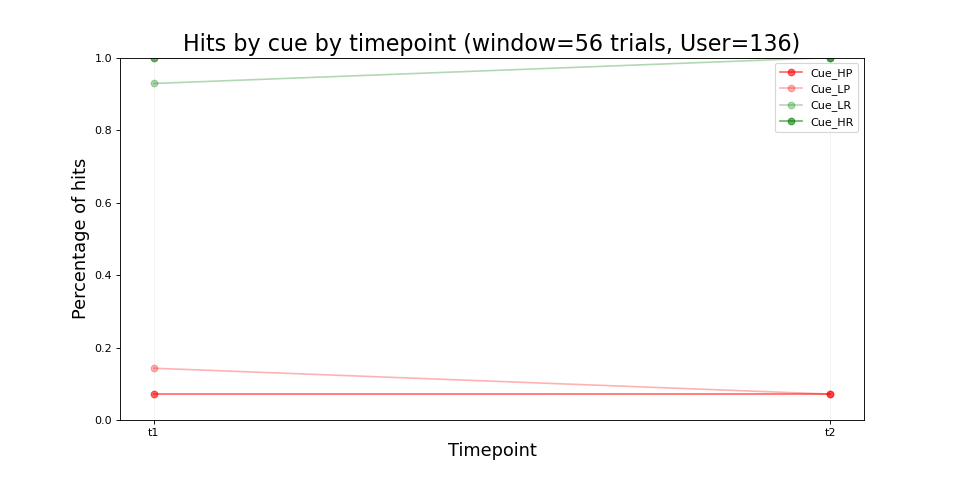 Hits by cue by timepoint (window=56 trials, User=136)
Percentage of hits
1.0
0.8
0.6
0.4
0.2
0.0
Cue_HP
Cue_LP
Cue_LR
Cue_HR
t1
t2
Timepoint